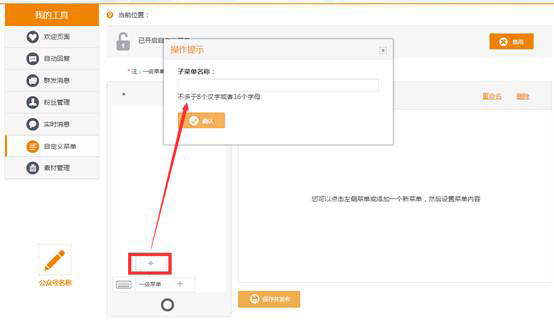 我的工具
欢迎页面
自动回复
群发消息
粉丝管理
实时消息
自定义菜单
素材管理
公众号名称
当前位置：
已开启自
禁用
* 注：一级菜单
操作提示
子菜单名称：
不多于8个汉字或者16个字母
确认
重命名
删除
您可以点击左侧菜单或添加一个新菜单，然后设置菜单内容
一级菜单
保存并发布